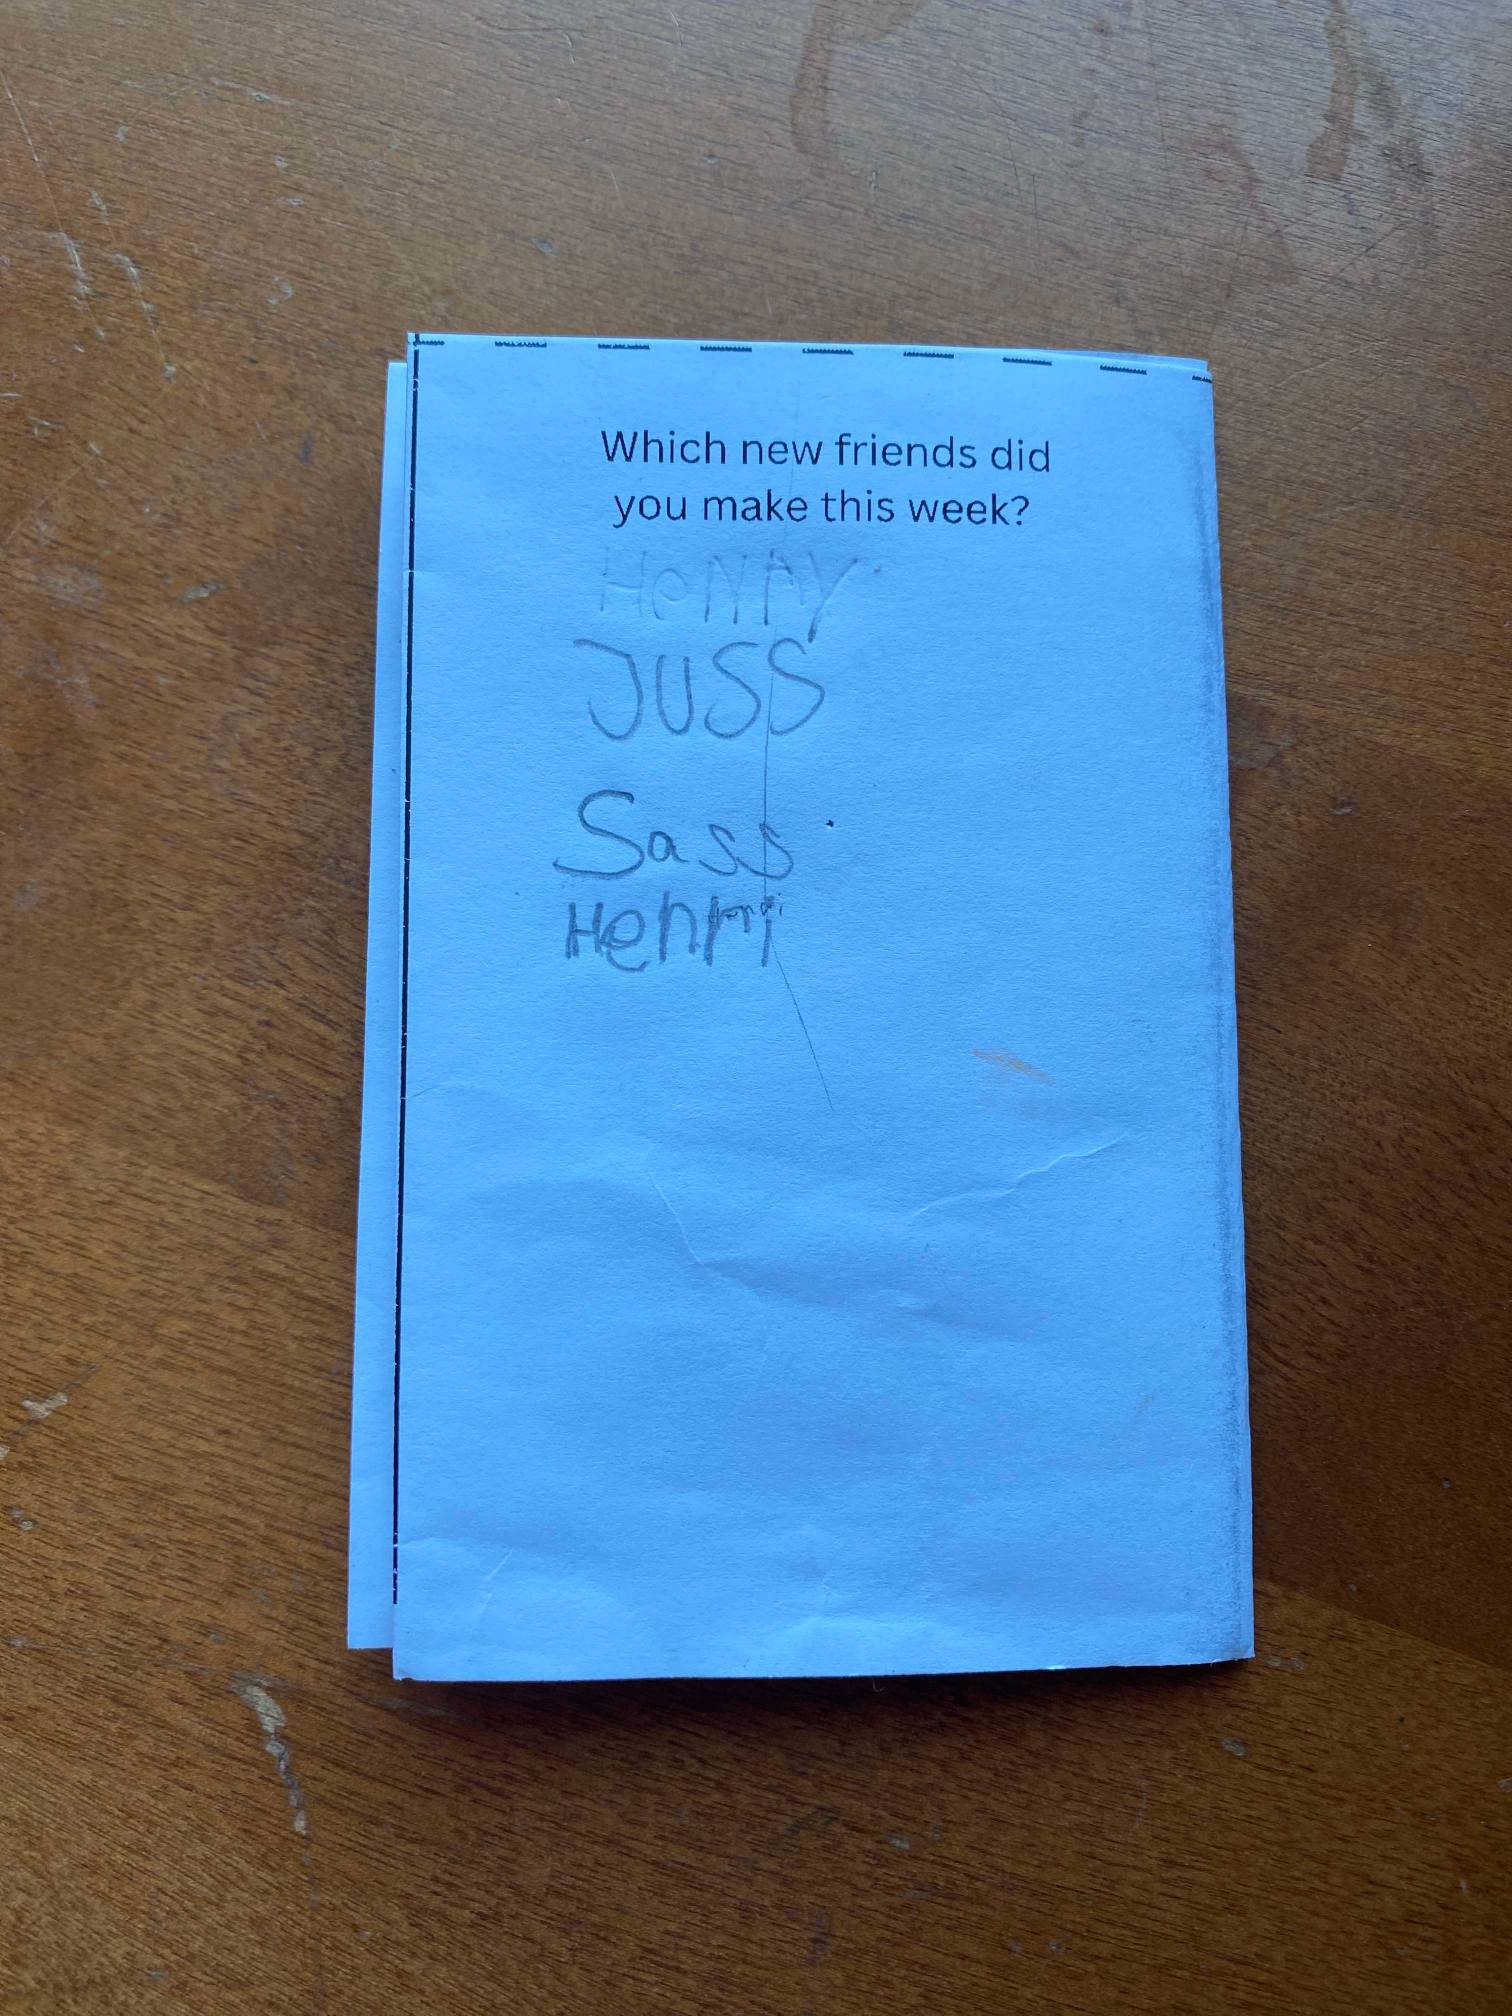 Which new friends did
you make this week?
HeNRY
JUSS
Sass
Henri